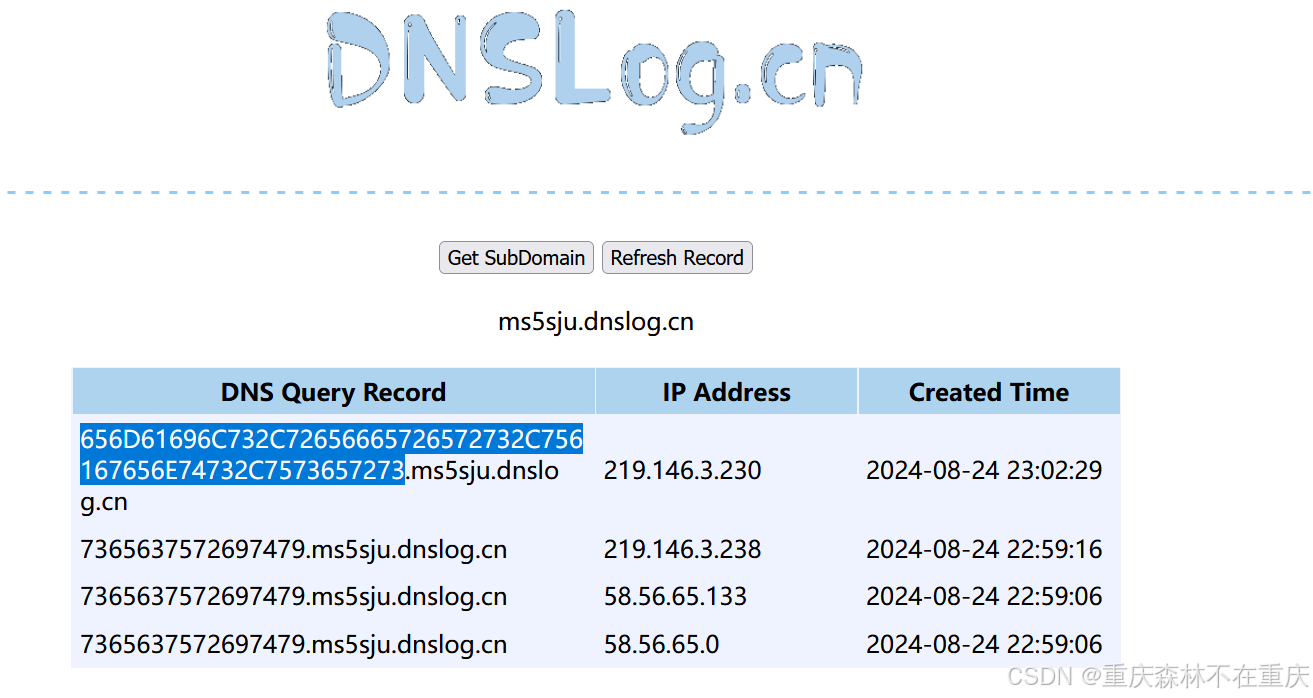 DNSLog.cn
Get SubDomain Refresh Record
ms5sju.dnslog.cn
DNS Query Record IP Address Created Time
656D61696C732C72656665726572732C756
167656E74732C7573657273.ms5sju.dnslo
g.cn
219.146.3.230 2024-08-24 23:02:29
7365637572697479.ms5sju.dnslog.cn 219.146.3.238 2024-08-24 22:59:16
7365637572697479.ms5sju.dnslog.cn 58.56.65.133 2024-08-24 22:59:06
7365637572697479.ms5sju.dnslog.cn 58.56.65.0 2024-08-24 22:59:06
CSDN @重庆森林不在重庆